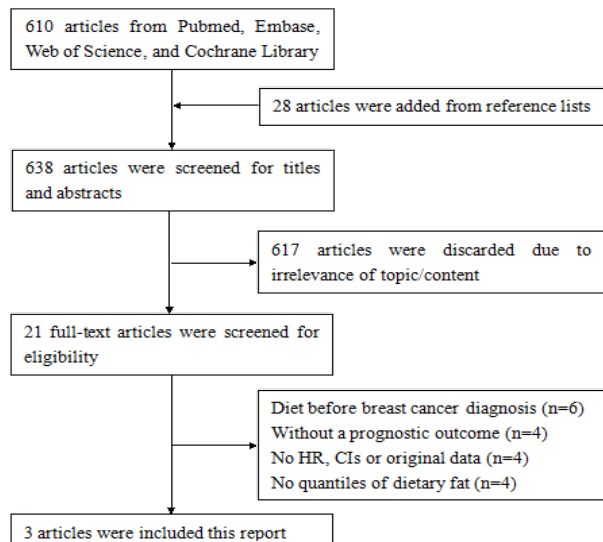 610 articles from Pubmed, Embase,
Web of Science, and Cochrane Library
28 articles were added from reference lists
638 articles were screened for titles
and abstracts
617 articles were discarded due to
irrelevance of topic/content
21 full-text articles were screened for
eligibility
Diet before breast cancer diagnosis (n=6)
Without a prognostic outcome (n=4)
No HR, CIs or original data (n=4)
No quantiles of dietary fat (n=4)
3 articles were included this report